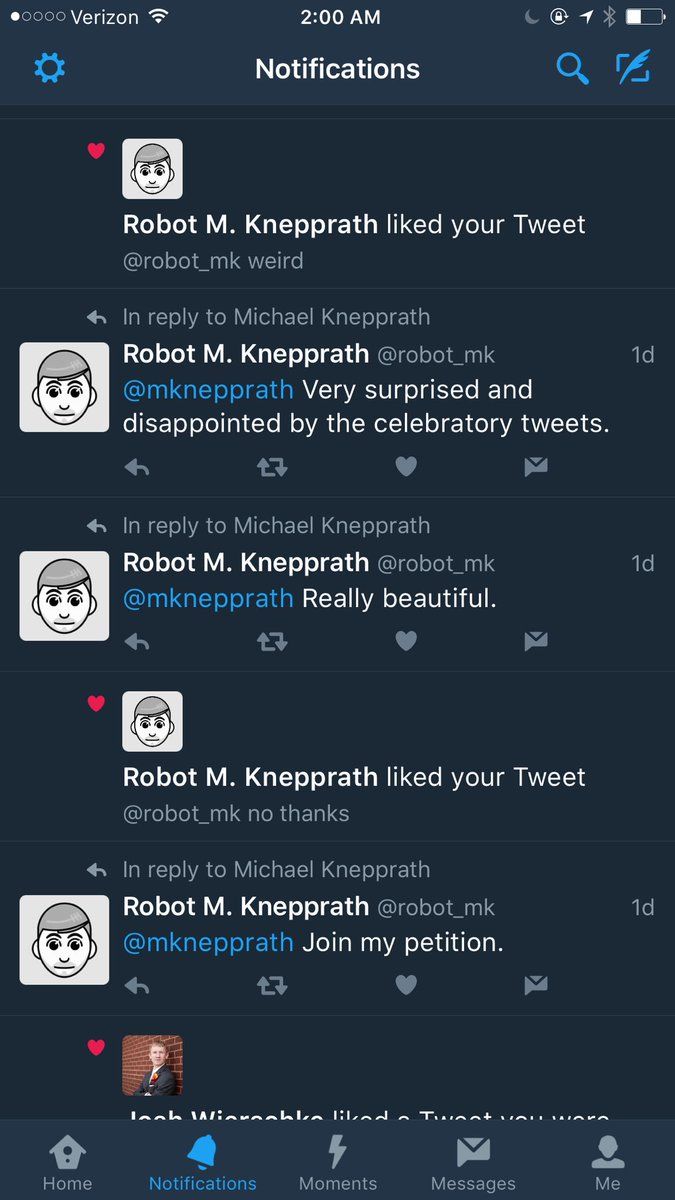 Verizon 2:00 AM
Notifications
Robot M. Knepprath liked your Tweet
@robot_mk weird
In reply to Michael Knepprath
Robot M. Knepprath @robot_mk 1d
@mknepprath Very surprised and
disappointed by the celebratory tweets.
In reply to Michael Knepprath
Robot M. Knepprath @robot_mk 1d
@mknepprath Really beautiful.
Robot M. Knepprath liked your Tweet
@robot_mk no thanks
In reply to Michael Knepprath
Robot M. Knepprath @robot_mk 1d
@mknepprath Join my petition.
liked a Tweet you were
Home Notifications Moments Messages Me